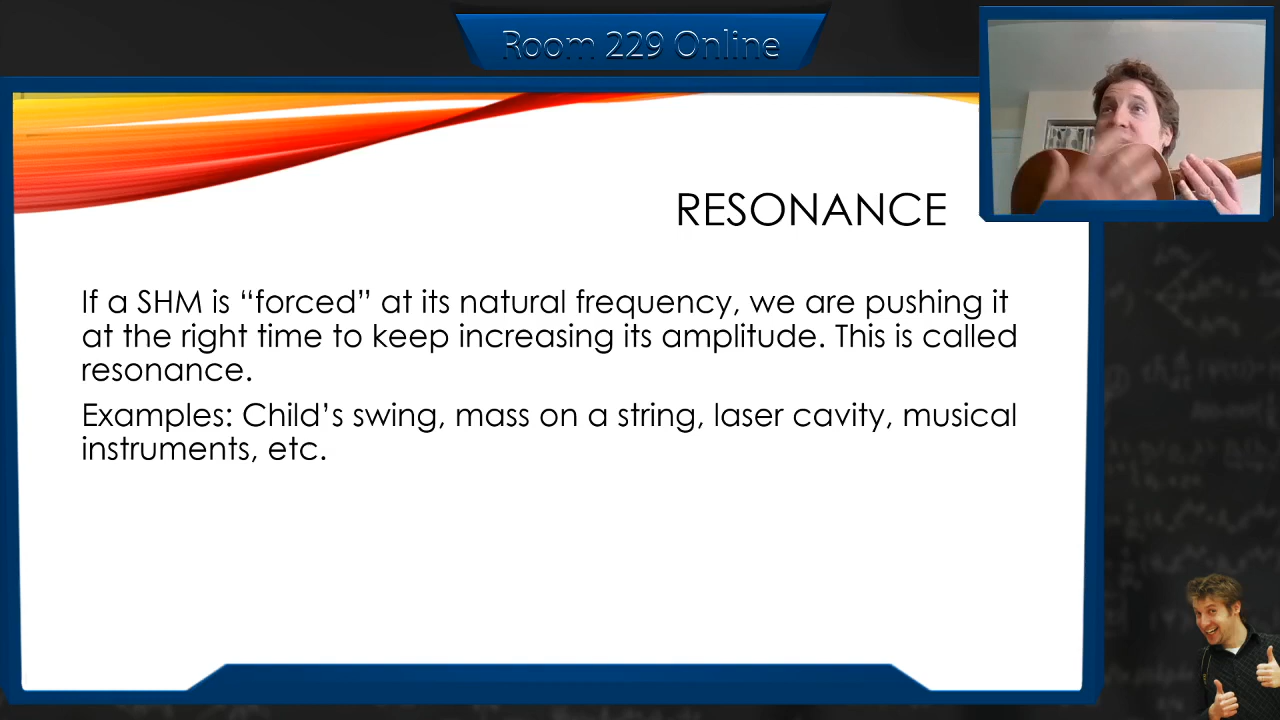 Room 229 Online
RESONANCE
If a SHM is “forced” at its natural frequency, we are pushing it
at the right time to keep increasing its amplitude. This is called
resonance.
Examples: Child’s swing, mass on a string, laser cavity, musical
instruments, etc.